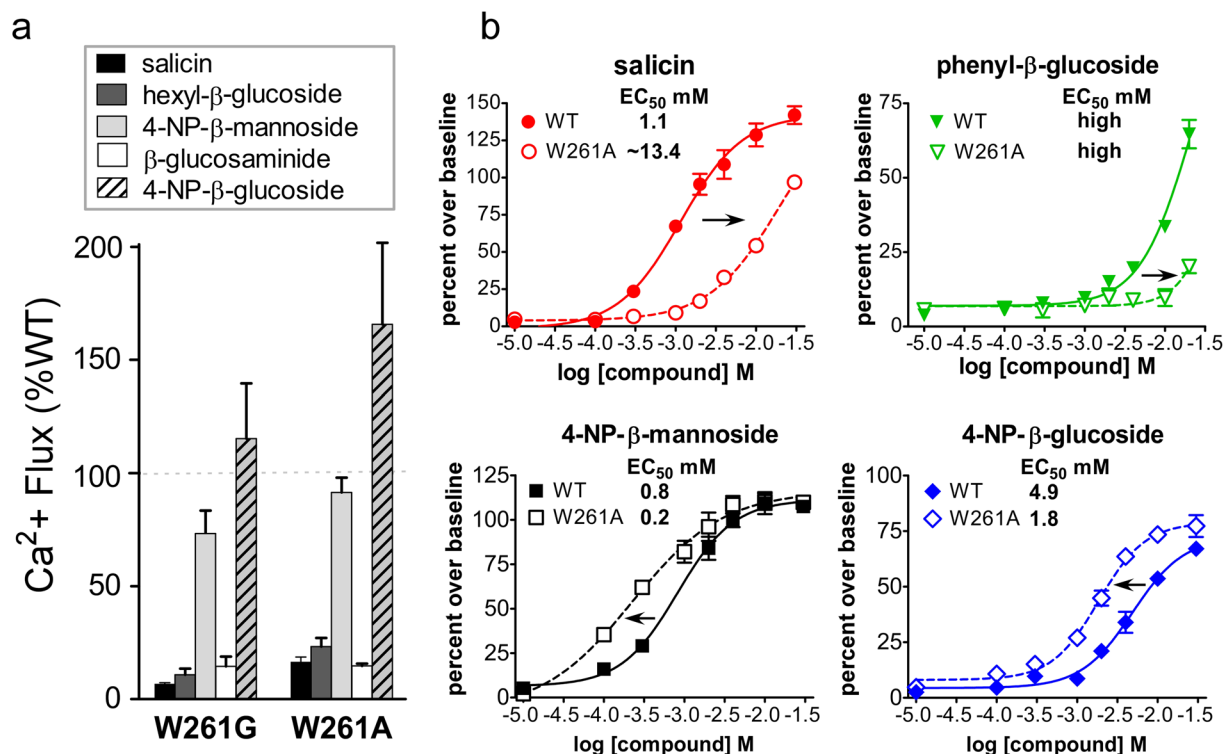 a
salicin
hexyl-β-glucoside
4-NP-β-mannoside
β-glucosaminide
4-NP-β-glucoside
Ca2+ Flux (%WT)
200
150
100
50
0
W261G W261A
b
salicin
EC50 mM
WT 1.1
W261A ~13.4
percent over baseline
150
125
100
75
50
25
0
-5.0 -4.5 -4.0 -3.5 -3.0 -2.5 -2.0 -1.5
log [compound] M
phenyl-β-glucoside
EC50 mM
WT high
W261A high
percent over baseline
75
50
25
0
-5.0 -4.5 -4.0 -3.5 -3.0 -2.5 -2.0 -1.5
log [compound] M
4-NP-β-mannoside
EC50 mM
WT 0.8
W261A 0.2
percent over baseline
125
100
75
50
25
0
-5.0 -4.5 -4.0 -3.5 -3.0 -2.5 -2.0 -1.5
log [compound] M
4-NP-β-glucoside
EC50 mM
WT 4.9
W261A 1.8
percent over baseline
100
75
50
25
0
-5.0 -4.5 -4.0 -3.5 -3.0 -2.5 -2.0 -1.5
log [compound] M